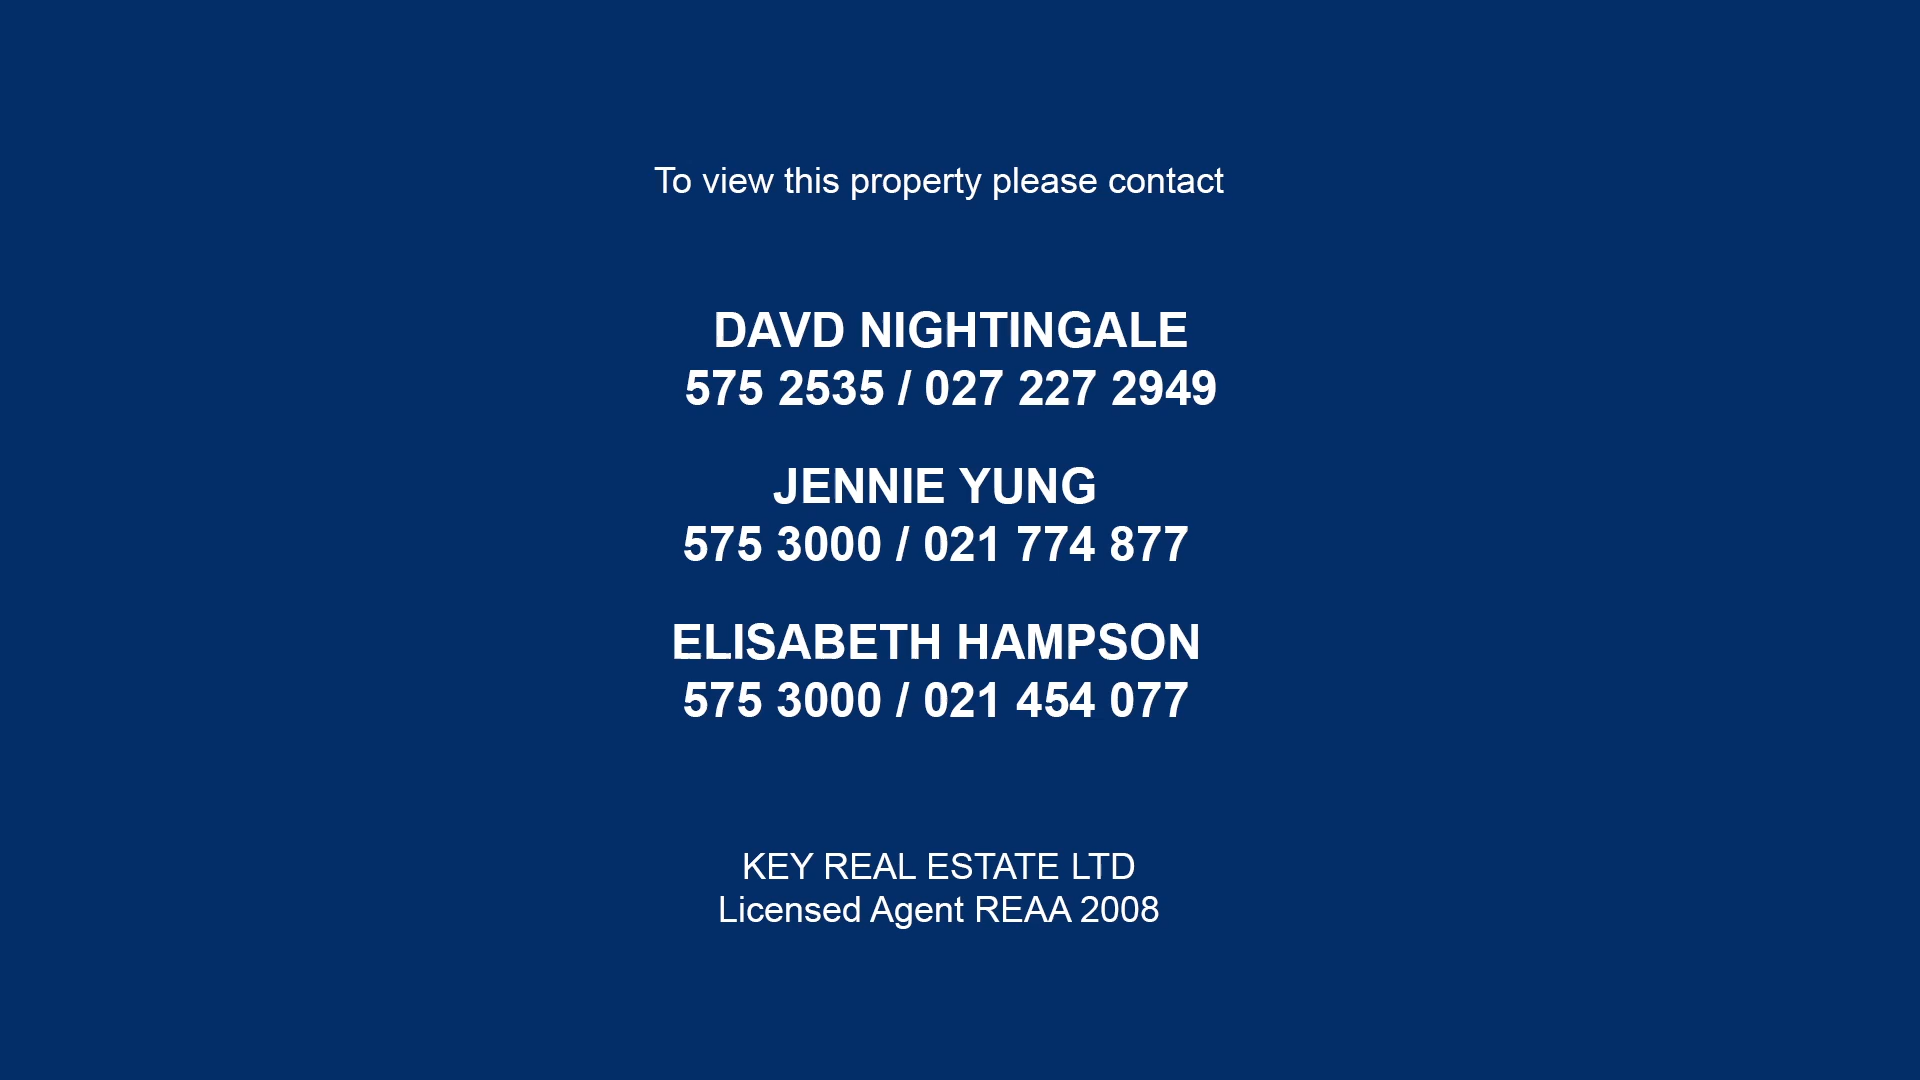 To view this property please contact
DAVD NIGHTINGALE
575 2535 / 027 227 2949
JENNIE YUNG
575 3000 / 021 774 877
ELISABETH HAMPSON
575 3000 / 021 454 077
KEY REAL ESTATE LTD
Licensed Agent REAA 2008